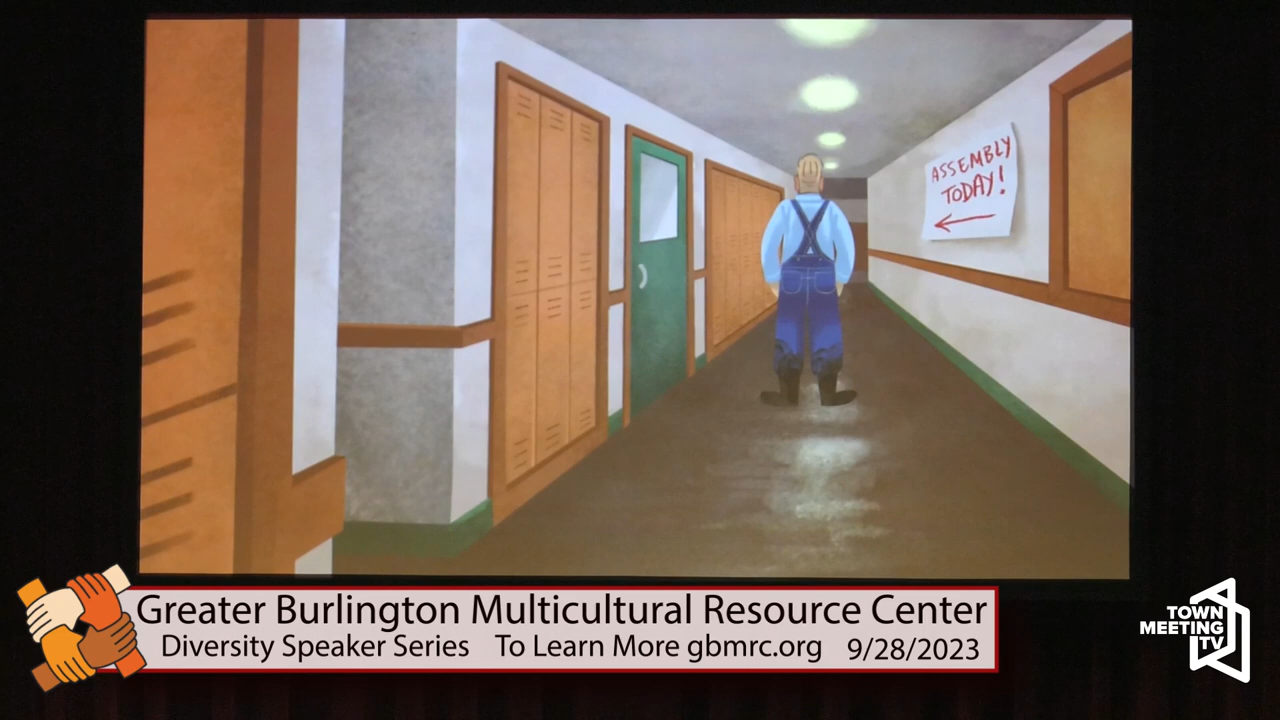 ASSEMBLY
TODAY!
Greater Burlington Multicultural Resource Center
Diversity Speaker Series To Learn More gbmrc.org 9/28/2023
TOWN
MEETING
TV